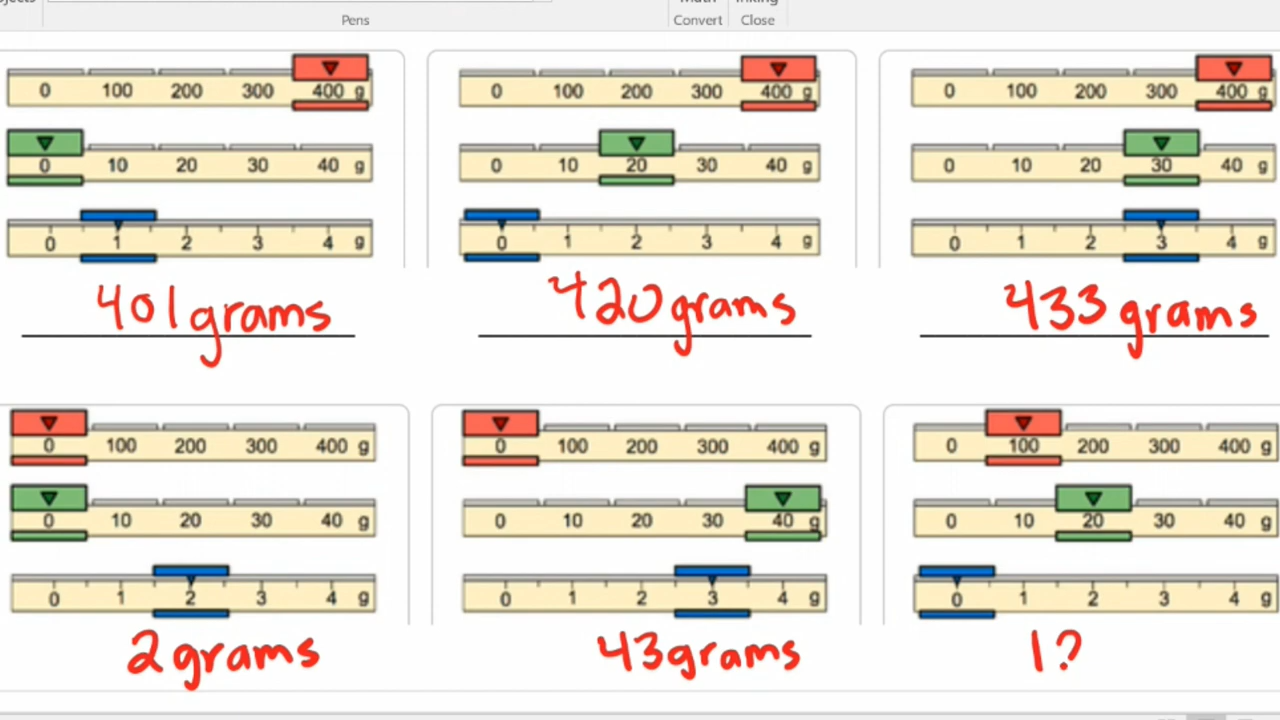 Pens
Convert
Close
0 100 200 300 400 g
0 10 20 30 40 g
0 1 2 3 4 g
401 grams
0 100 200 300 400 g
0 10 20 30 40 g
0 1 2 3 4 g
420 grams
0 100 200 300 400 g
0 10 20 30 40 g
0 1 2 3 4 g
433 grams
0 100 200 300 400 g
0 10 20 30 40 g
0 1 2 3 4 g
2 grams
0 100 200 300 400 g
0 10 20 30 40 g
0 1 2 3 4 g
43 grams
0 100 200 300 400 g
0 10 20 30 40 g
0 1 2 3 4 g
12